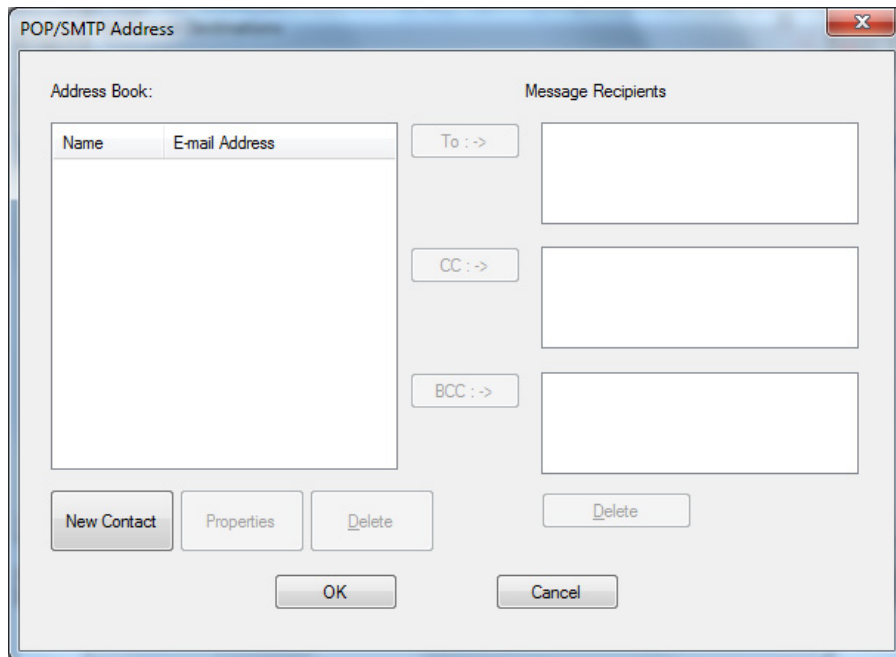 POP/SMTP Address
Address Book:
Message Recipients
Name E-mail Address
To : ->
CC : ->
BCC : ->
New Contact Properties Delete
Delete
OK Cancel